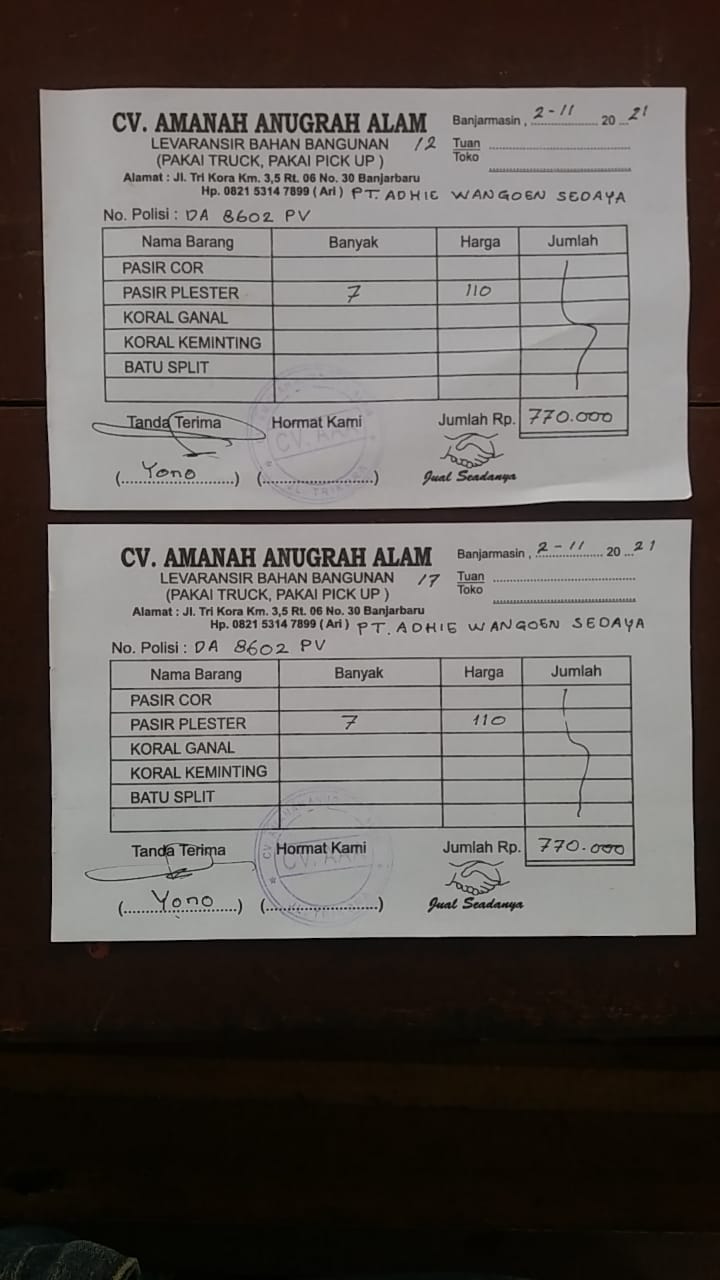 CV. AMANAH ANUGRAH ALAM
Banjarmasin , 2-11 20 ...21
LEVARANSIR BAHAN BANGUNAN 12
Tuan
Toko
(PAKAI TRUCK, PAKAI PICK UP )
Alamat : Jl. Tri Kora Km. 3,5 Rt. 06 No. 30 Banjarbaru
Hp. 0821 5314 7899 ( Ari ) PT. ADHIE WANGOEN SEDAYA
No. Polisi : DA 8602 PV
Nama Barang Banyak Harga Jumlah
PASIR COR
PASIR PLESTER 7 110
KORAL GANAL
KORAL KEMINTING
BATU SPLIT
Tanda Terima Hormat Kami Jumlah Rp. 770.000
CV. AAA
(Yono) (....................)
Jual Seadanya
CV. AMANAH ANUGRAH ALAM
Banjarmasin , 2-11 20 ...21
LEVARANSIR BAHAN BANGUNAN 17
Tuan
Toko
(PAKAI TRUCK, PAKAI PICK UP )
Alamat : Jl. Tri Kora Km. 3,5 Rt. 06 No. 30 Banjarbaru
Hp. 0821 5314 7899 ( Ari ) PT. ADHIE WANGOEN SEDAYA
No. Polisi : DA 8602 PV
Nama Barang Banyak Harga Jumlah
PASIR COR
PASIR PLESTER 7 110
KORAL GANAL
KORAL KEMINTING
BATU SPLIT
Tanda Terima Hormat Kami Jumlah Rp. 770.000
CV. AAA
(Yono) (....................)
Jual Seadanya